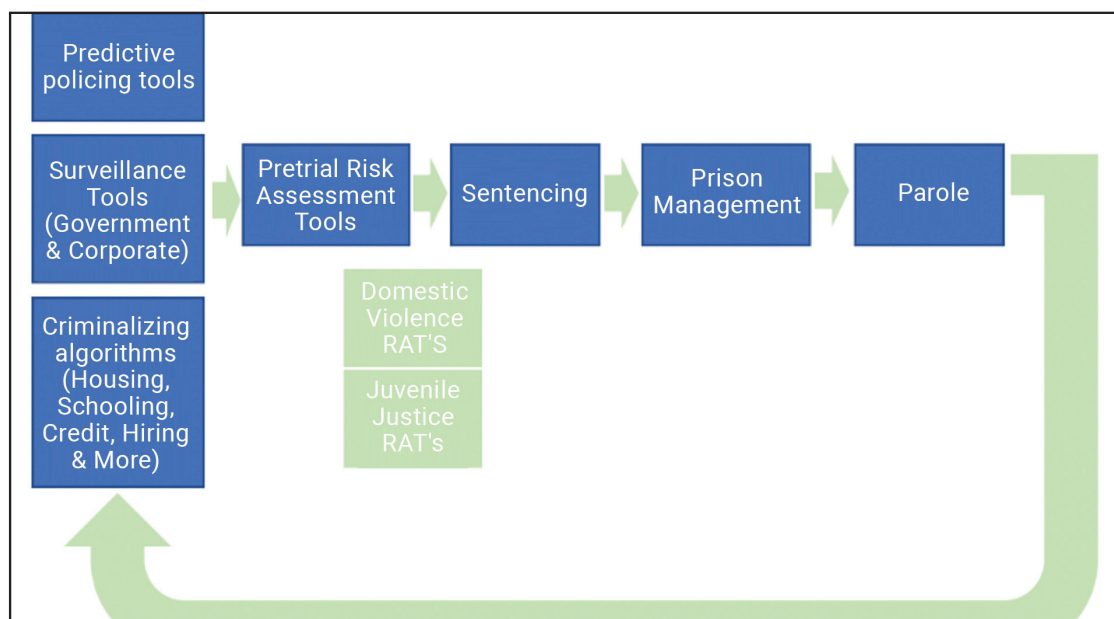 Predictive
policing tools
Surveillance
Tools
(Government
& Corporate)
Criminalizing
algorithms
(Housing,
Schooling,
Credit, Hiring
& More)
Pretrial Risk
Assessment
Tools
Domestic
Violence
RAT'S
Juvenile
Justice
RAT's
Sentencing
Prison
Management
Parole